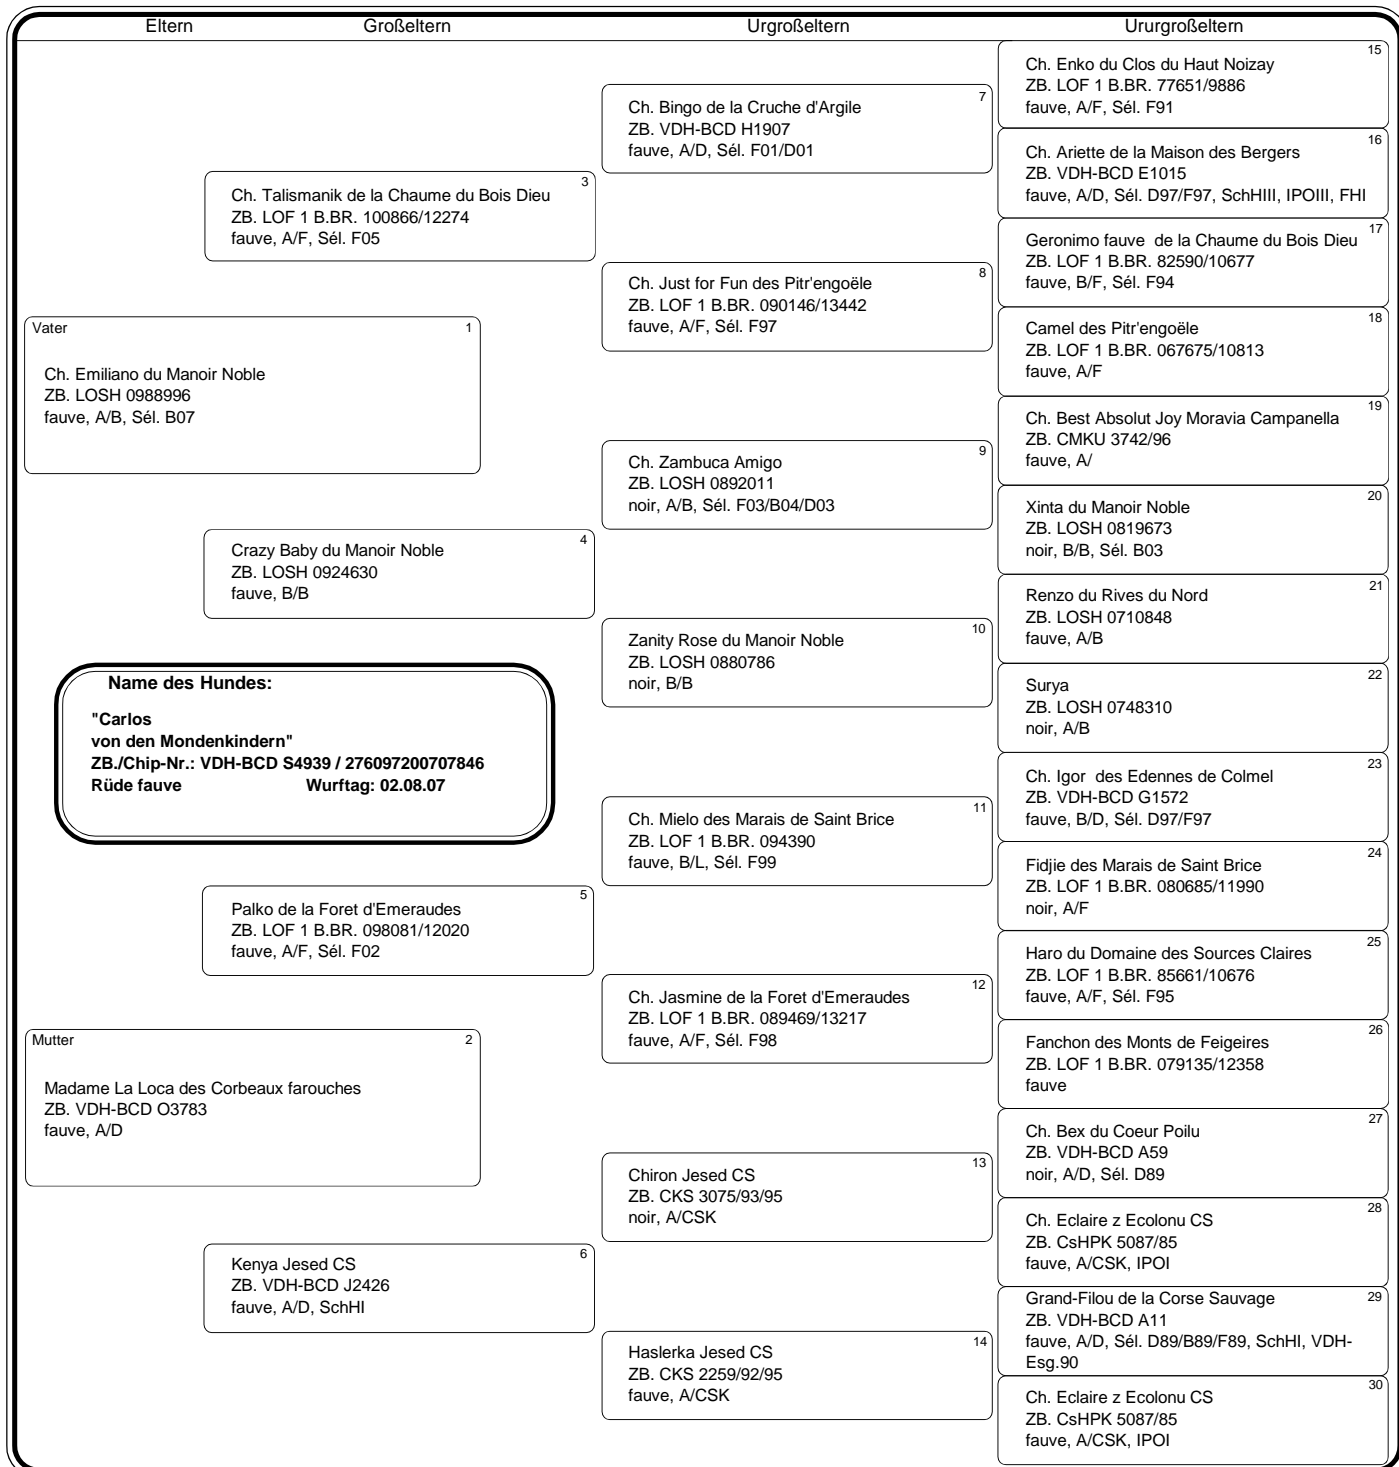 Eltern Großeltern Urgroßeltern Ururgroßeltern
Vater 1
Ch. Emiliano du Manoir Noble
ZB. LOSH 0988996
fauve, A/B, Sél. B07
Name des Hundes:
"Carlos
von den Mondenkindern"
ZB./Chip-Nr.: VDH-BCD S4939 / 276097200707846
Rüde fauve Wurftag: 02.08.07
Mutter 2
Madame La Loca des Corbeaux farouches
ZB. VDH-BCD O3783
fauve, A/D
3
Ch. Talismanik de la Chaume du Bois Dieu
ZB. LOF 1 B.BR. 100866/12274
fauve, A/F, Sél. F05
4
Crazy Baby du Manoir Noble
ZB. LOSH 0924630
fauve, B/B
5
Palko de la Foret d'Emeraudes
ZB. LOF 1 B.BR. 098081/12020
fauve, A/F, Sél. F02
6
Kenya Jesed CS
ZB. VDH-BCD J2426
fauve, A/D, SchHI
7
Ch. Bingo de la Cruche d'Argile
ZB. VDH-BCD H1907
fauve, A/D, Sél. F01/D01
8
Ch. Just for Fun des Pitr'engoële
ZB. LOF 1 B.BR. 090146/13442
fauve, A/F, Sél. F97
9
Ch. Zambuca Amigo
ZB. LOSH 0892011
noir, A/B, Sél. F03/B04/D03
10
Zanity Rose du Manoir Noble
ZB. LOSH 0880786
noir, B/B
11
Ch. Mielo des Marais de Saint Brice
ZB. LOF 1 B.BR. 094390
fauve, B/L, Sél. F99
12
Ch. Jasmine de la Foret d'Emeraudes
ZB. LOF 1 B.BR. 089469/13217
fauve, A/F, Sél. F98
13
Chiron Jesed CS
ZB. CKS 3075/93/95
noir, A/CSK
14
Haslerka Jesed CS
ZB. CKS 2259/92/95
fauve, A/CSK
15
Ch. Enko du Clos du Haut Noizay
ZB. LOF 1 B.BR. 77651/9886
fauve, A/F, Sél. F91
16
Ch. Ariette de la Maison des Bergers
ZB. VDH-BCD E1015
fauve, A/D, Sél. D97/F97, SchHIII, IPOIII, FHI
17
Geronimo fauve de la Chaume du Bois Dieu
ZB. LOF 1 B.BR. 82590/10677
fauve, B/F, Sél. F94
18
Camel des Pitr'engoële
ZB. LOF 1 B.BR. 067675/10813
fauve, A/F
19
Ch. Best Absolut Joy Moravia Campanella
ZB. CMKU 3742/96
fauve, A/
20
Xinta du Manoir Noble
ZB. LOSH 0819673
noir, B/B, Sél. B03
21
Renzo du Rives du Nord
ZB. LOSH 0710848
fauve, A/B
22
Surya
ZB. LOSH 0748310
noir, A/B
23
Ch. Igor des Edennes de Colmel
ZB. VDH-BCD G1572
fauve, B/D, Sél. D97/F97
24
Fidjie des Marais de Saint Brice
ZB. LOF 1 B.BR. 080685/11990
noir, A/F
25
Haro du Domaine des Sources Claires
ZB. LOF 1 B.BR. 85661/10676
fauve, A/F, Sél. F95
26
Fanchon des Monts de Feigeires
ZB. LOF 1 B.BR. 079135/12358
fauve
27
Ch. Bex du Coeur Poilu
ZB. VDH-BCD A59
noir, A/D, Sél. D89
28
Ch. Eclaire z Ecolonu CS
ZB. CsHPK 5087/85
fauve, A/CSK, IPOI
29
Grand-Filou de la Corse Sauvage
ZB. VDH-BCD A11
fauve, A/D, Sél. D89/B89/F89, SchHI, VDH-
Esg.90
30
Ch. Eclaire z Ecolonu CS
ZB. CsHPK 5087/85
fauve, A/CSK, IPOI